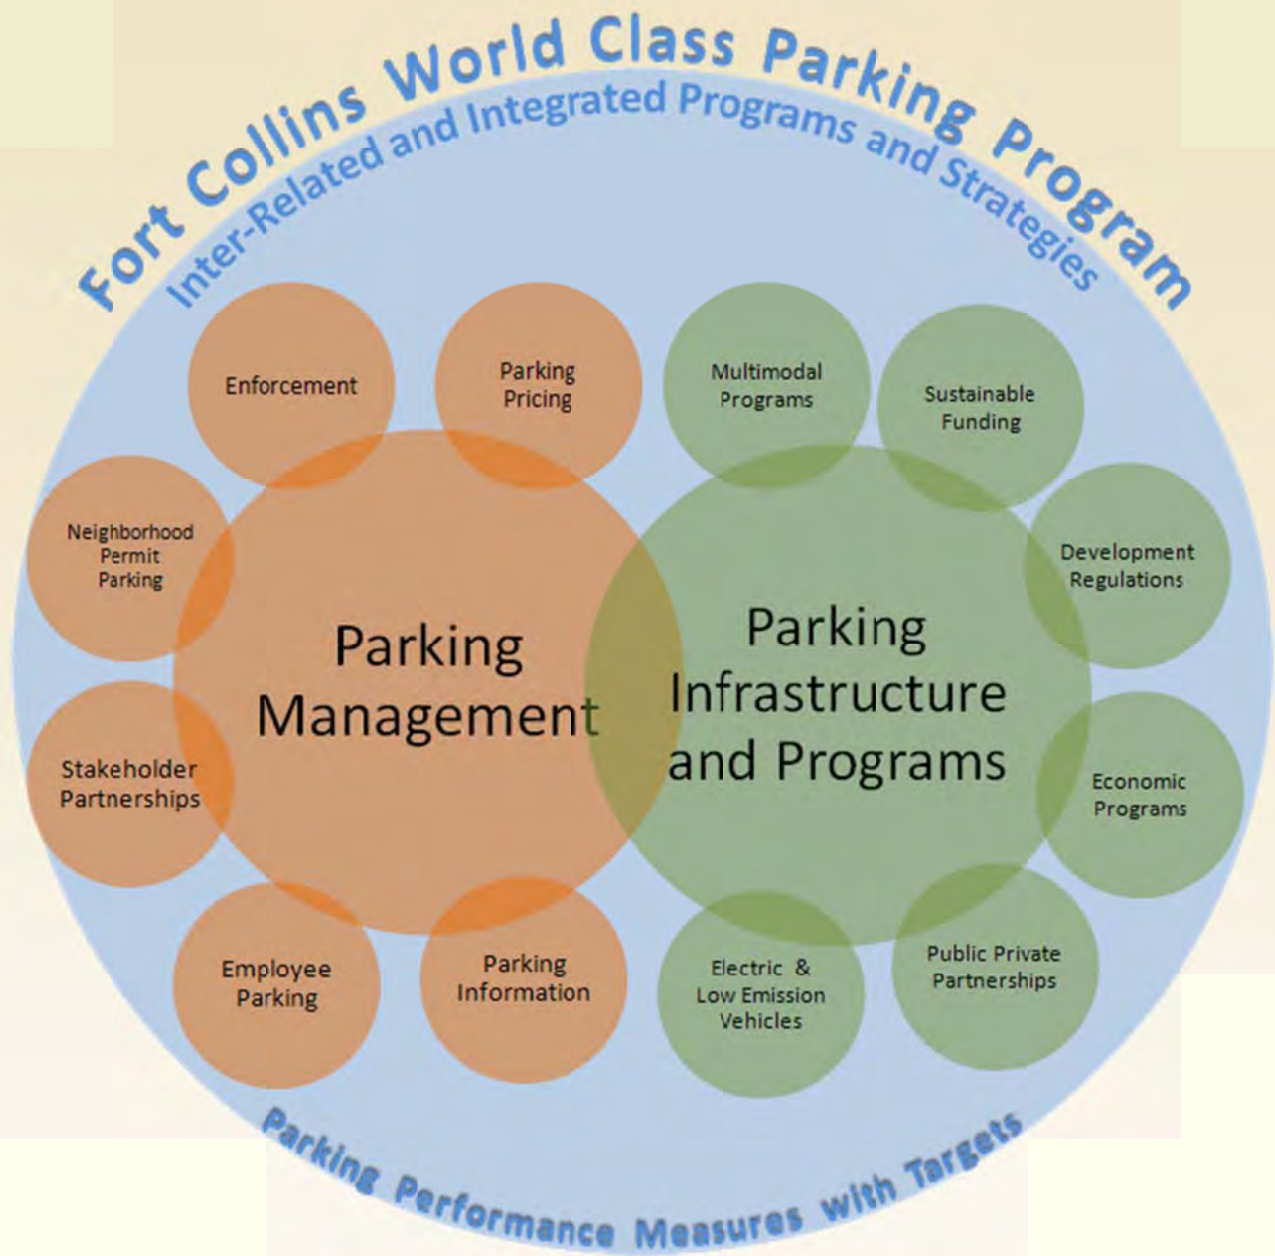 Fort Collins World Class Parking Program
Inter-Related and Integrated Programs and Strategies
Enforcement
Parking
Pricing
Multimodal
Programs
Sustainable
Funding
Neighborhood
Permit
Parking
Development
Regulations
Parking
Management
Parking
Infrastructure
and Programs
Stakeholder
Partnerships
Economic
Programs
Employee
Parking
Parking
Information
Electric &
Low Emission
Vehicles
Public Private
Partnerships
Parking Performance Measures with Targets